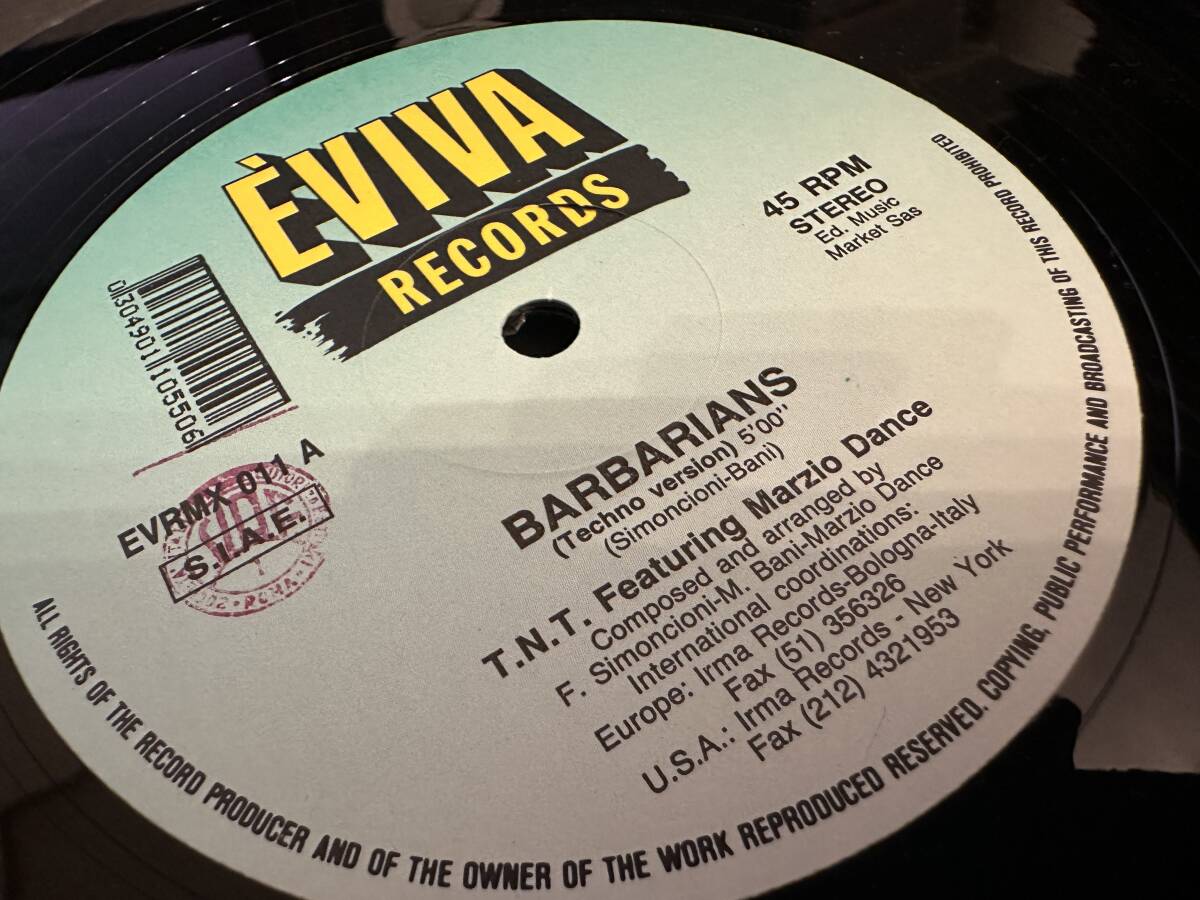 ÈVIVA
RECORDS
45 RPM
STEREO
Ed. Music
Market Sas
EVRMX 011 A
S.I.A.E.
ROMA
BARBARIANS
(Techno version) 5'00"
(Simoncioni-Bani)
T.N.T. Featuring Marzio Dance
Composed and arranged by
F. Simoncioni-M. Bani-Marzio Dance
International coordinations:
Europe: Irma Records-Bologna-Italy
Fax (51) 356326
U.S.A.: Irma Records - New York
Fax (212) 4321953
ALL RIGHTS OF THE RECORD PRODUCER AND OF THE OWNER OF THE WORK REPRODUCED RESERVED. COPYING, PUBLIC PERFORMANCE AND BROADCASTING OF THIS RECORD PROHIBITED